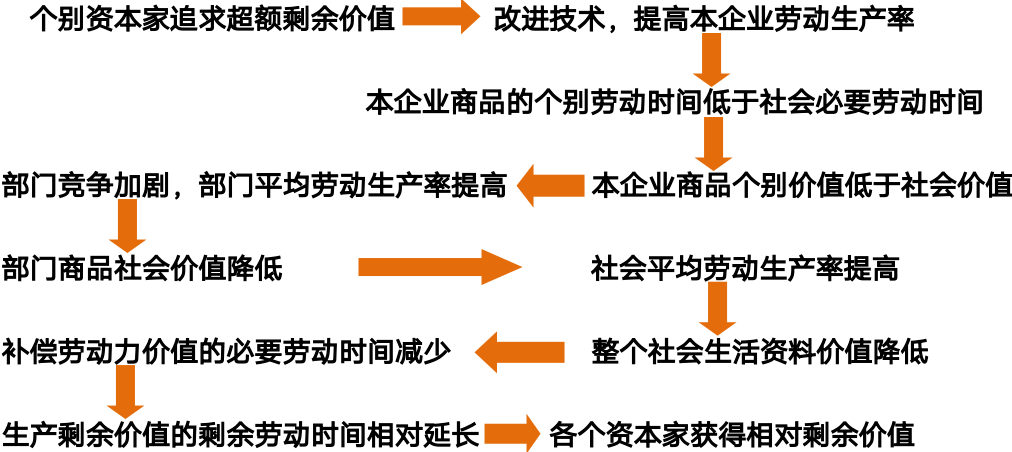 个别资本家追求超额剩余价值 改进技术，提高本企业劳动生产率
本企业商品的个别劳动时间低于社会必要劳动时间
部门竞争加剧，部门平均劳动生产率提高 本企业商品个别价值低于社会价值
部门商品社会价值降低 社会平均劳动生产率提高
补偿劳动力价值的必要劳动时间减少 整个社会生活资料价值降低
生产剩余价值的剩余劳动时间相对延长 各个资本家获得相对剩余价值